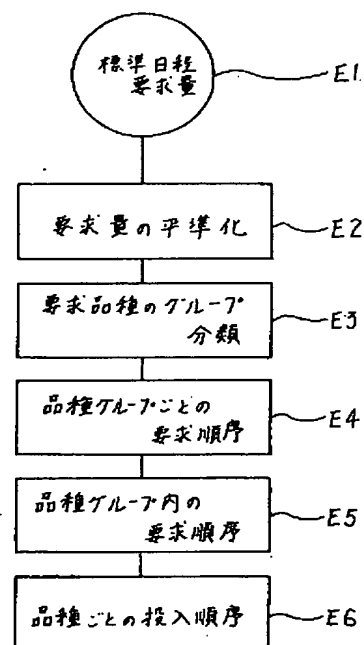 標準日程
要求量
E1
要求量の平準化
E2
要求品種のグループ
分類
E3
品種グループごとの
要求順序
E4
品種グループ内の
要求順序
E5
品種ごとの投入順序
E6